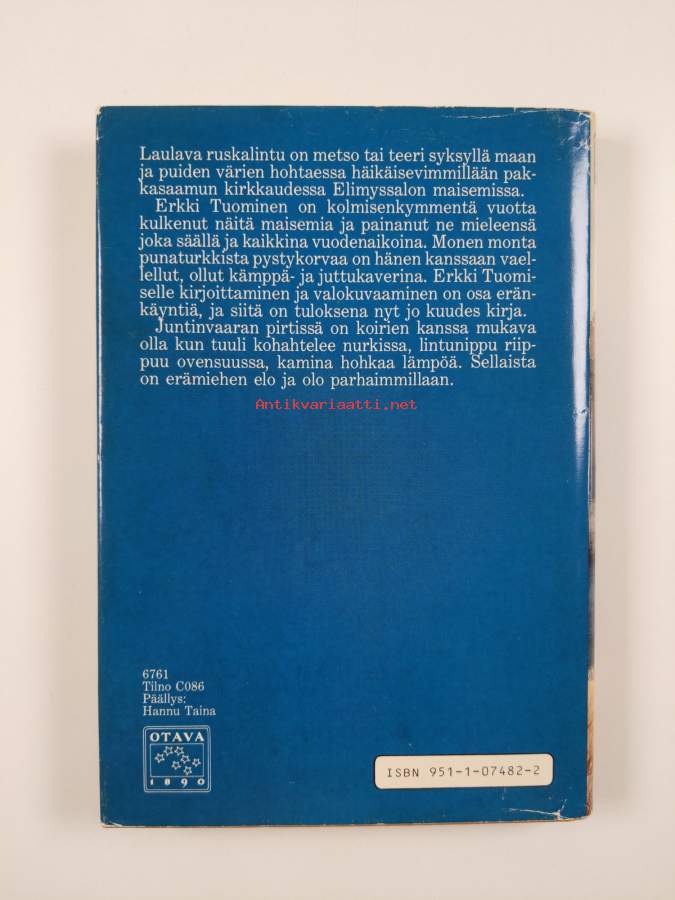 Laulava ruskalintu on metso tai teeri syksyllä maan
ja puiden värien hohtaessa häikäisevimmillään pak-
kasaamun kirkkaudessa Elimyssalon maisemissa.
Erkki Tuominen on kolmisenkymmentä vuotta
kulkenut näitä maisemia ja painanut ne mieleensä
joka säällä ja kaikkina vuodenaikoina. Monen monta
punaturkkista pystykorvaa on hänen kanssaan vael-
lellut, ollut kämppä- ja juttukaverina. Erkki Tuomi-
selle kirjoittaminen ja valokuvaaminen on osa erän-
käyntiä, ja siitä on tuloksena nyt jo kuudes kirja.
Juntinvaaran pirtissä on koirien kanssa mukava
olla kun tuuli kohahtelee nurkissa, lintunippu riip-
puu ovensuussa, kamina hohkaa lämpöä. Sellaista
on erämiehen elo ja olo parhaimmillaan.
Antikvariaatti.net
6761
Tilno C086
Päällys:
Hannu Taina
OTAVA
1890
ISBN 951-1-07482-2